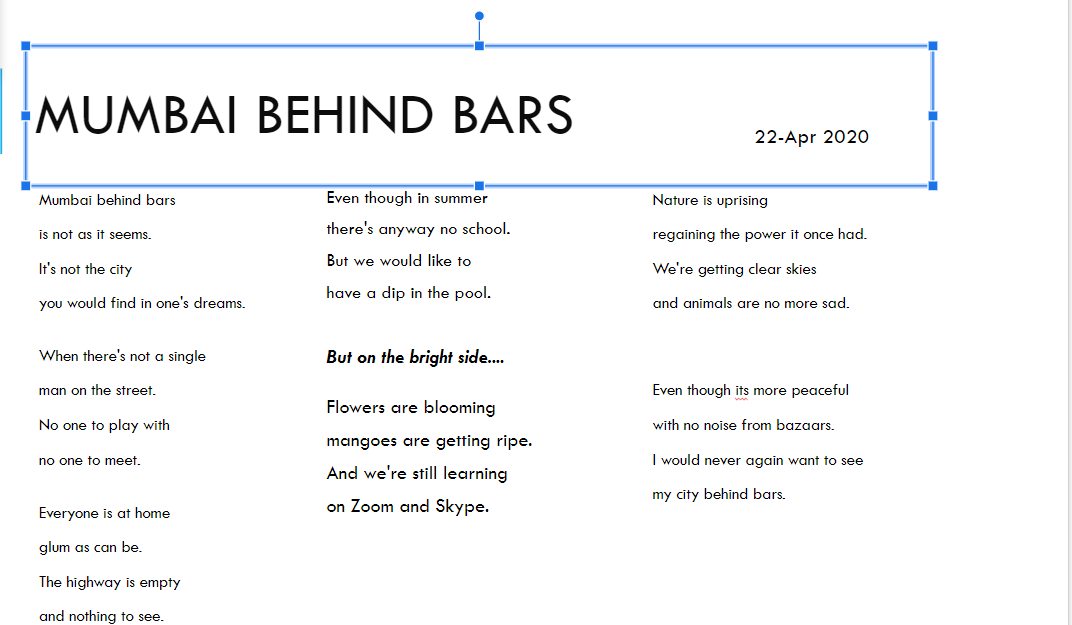 MUMBAI BEHIND BARS
22-Apr 2020
Mumbai behind bars
is not as it seems.
It's not the city
you would find in one's dreams.
When there's not a single
man on the street.
No one to play with
no one to meet.
Everyone is at home
glum as can be.
The highway is empty
and nothing to see.
Even though in summer
there's anyway no school.
But we would like to
have a dip in the pool.
But on the bright side....
Flowers are blooming
mangoes are getting ripe.
And we're still learning
on Zoom and Skype.
Nature is uprising
regaining the power it once had.
We're getting clear skies
and animals are no more sad.
Even though its more peaceful
with no noise from bazaars.
I would never again want to see
my city behind bars.